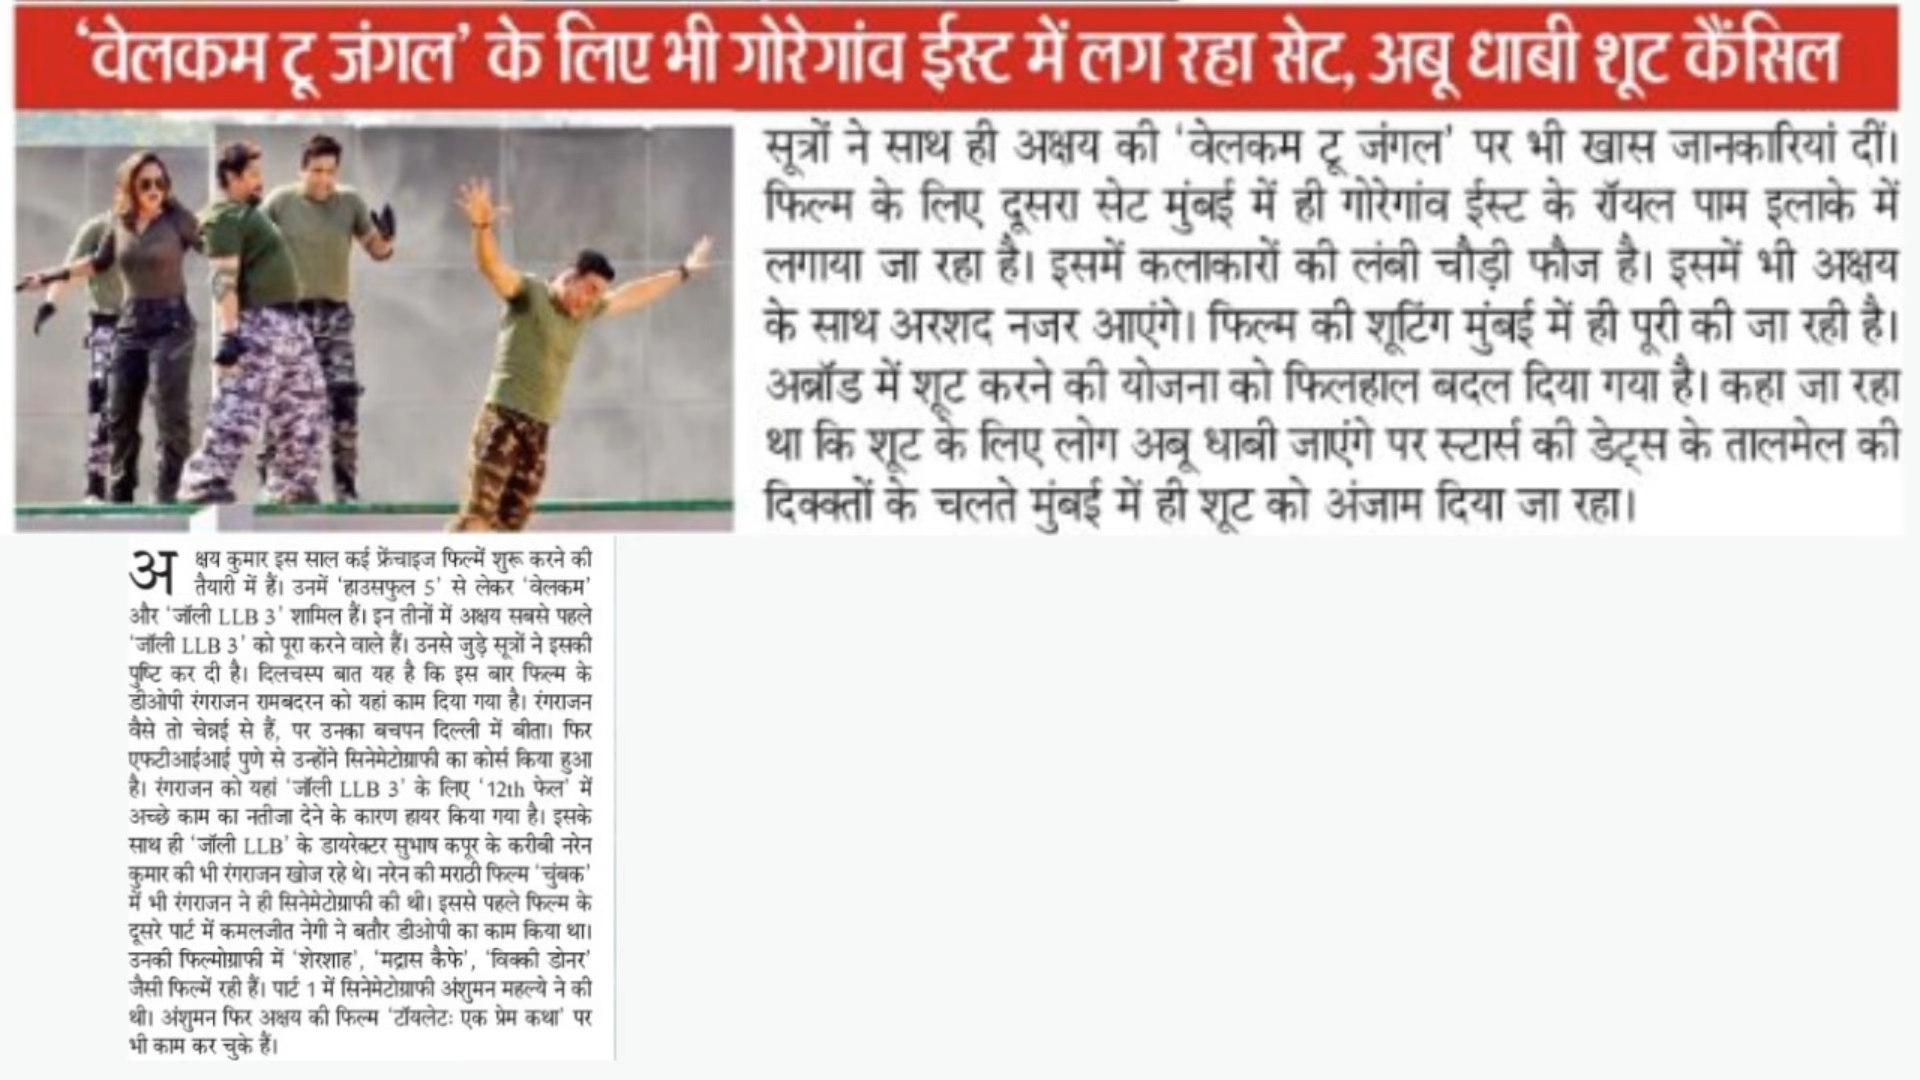 ‘वेलकम टू जंगल’ के लिए भी गोरेगांव ईस्ट में लग रहा सेट, अबू धाबी शूट कैंसिल
सूत्रों ने साथ ही अक्षय की ‘वेलकम टू जंगल’ पर भी खास जानकारियां दीं।
फिल्म के लिए दूसरा सेट मुंबई में ही गोरेगांव ईस्ट के रॉयल पाम इलाके में
लगाया जा रहा है। इसमें कलाकारों की लंबी चौड़ी फौज है। इसमें भी अक्षय
के साथ अरशद नजर आएंगे। फिल्म की शूटिंग मुंबई में ही पूरी की जा रही है।
अब्रॉड में शूट करने की योजना को फिलहाल बदल दिया गया है। कहा जा रहा
था कि शूट के लिए लोग अबू धाबी जाएंगे पर स्टार्स की डेट्स के तालमेल की
दिक्क्तों के चलते मुंबई में ही शूट को अंजाम दिया जा रहा।
अक्षय कुमार इस साल कई फ्रेंचाइज फिल्में शुरू करने की
तैयारी में हैं। उनमें ‘हाउसफुल 5’ से लेकर ‘वेलकम’
और ‘जॉली LLB 3’ शामिल हैं। इन तीनों में अक्षय सबसे पहले
‘जॉली LLB 3’ को पूरा करने वाले हैं। उनसे जुड़े सूत्रों ने इसकी
पुष्टि कर दी है। दिलचस्प बात यह है कि इस बार फिल्म के
डीओपी रंगराजन रामबदरन को यहां काम दिया गया है। रंगराजन
वैसे तो चेन्नई से हैं, पर उनका बचपन दिल्ली में बीता। फिर
एफटीआईआई पुणे से उन्होंने सिनेमेटोग्राफी का कोर्स किया हुआ
है। रंगराजन को यहां ‘जॉली LLB 3’ के लिए ‘12th फेल’ में
अच्छे काम का नतीजा देने के कारण हायर किया गया है। इसके
साथ ही ‘जॉली LLB’ के डायरेक्टर सुभाष कपूर के करीबी नरेन
कुमार की भी रंगराजन खोज रहे थे। नरेन की मराठी फिल्म ‘चुंबक’
में भी रंगराजन ने ही सिनेमेटोग्राफी की थी। इससे पहले फिल्म के
दूसरे पार्ट में कमलजीत नेगी ने बतौर डीओपी का काम किया था।
उनकी फिल्मोग्राफी में ‘शेरशाह’, ‘मद्रास कैफे’, ‘विक्की डोनर’
जैसी फिल्में रही हैं। पार्ट 1 में सिनेमेटोग्राफी अंशुमन महल्ये ने की
थी। अंशुमन फिर अक्षय की फिल्म ‘टॉयलेटः एक प्रेम कथा’ पर
भी काम कर चुके हैं।